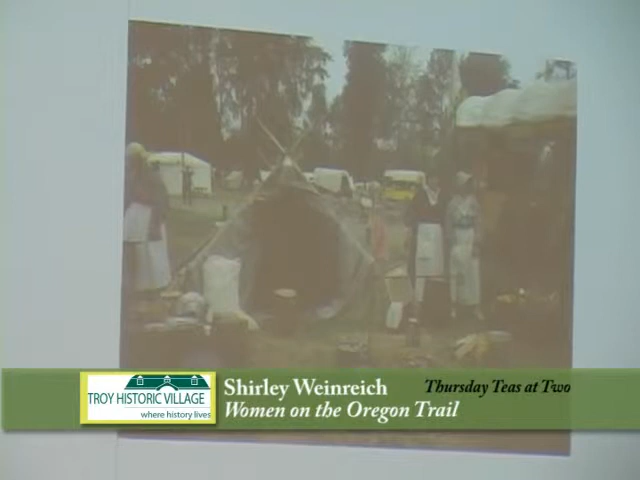 Shirley Weinreich
Thursday Teas at Two
TROY HISTORIC VILLAGE
where history lives
Women on the Oregon Trail